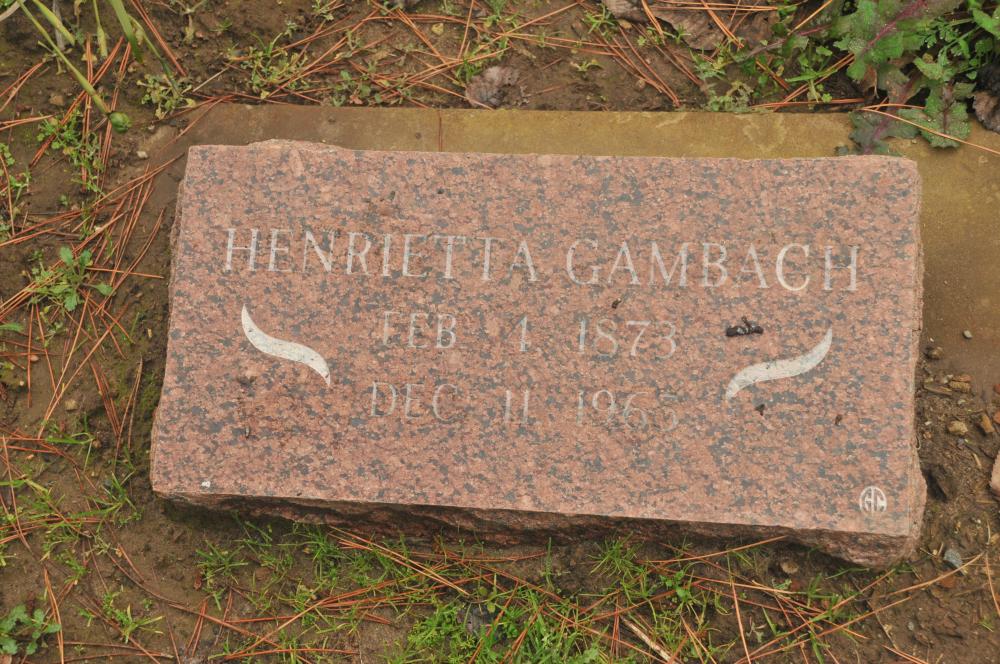 HENRIETTA GAMBACH
FEB 4 1873
DEC 11 1965